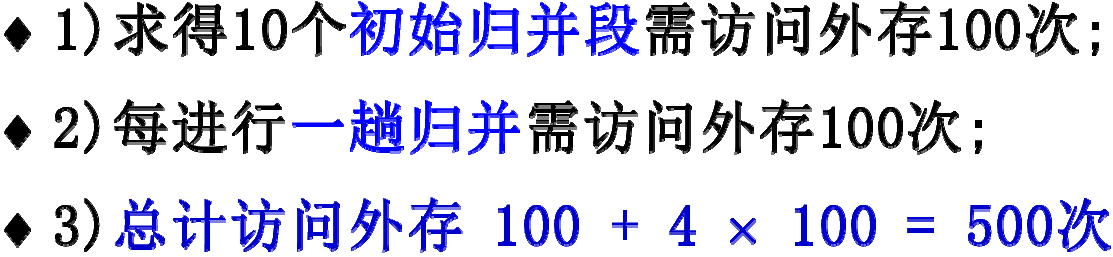 ◆ 1)求得10个初始归并段需访问外存100次;
◆ 2)每进行一趟归并需访问外存100次;
◆ 3)总计访问外存 100 + 4 × 100 = 500次